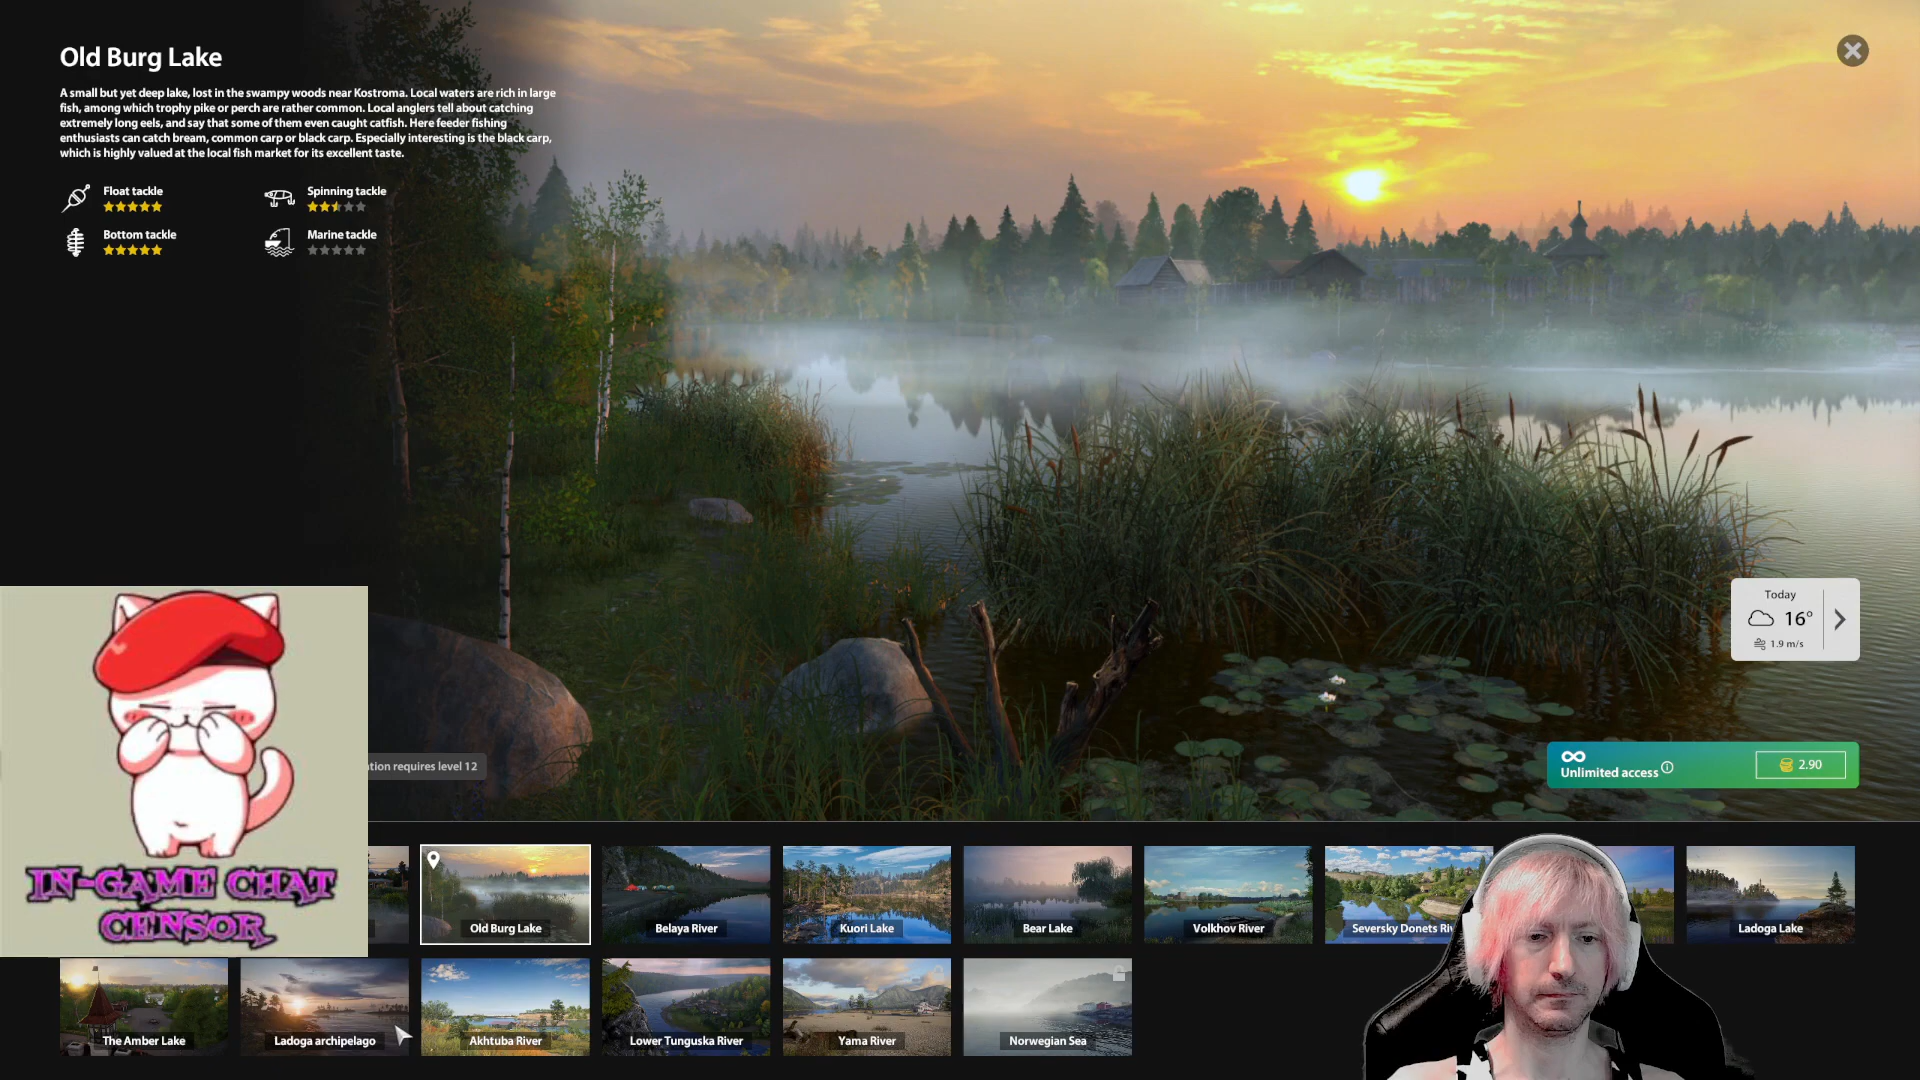 Old Burg Lake
A small but yet deep lake, lost in the swampy woods near Kostroma. Local waters are rich in large
fish, among which trophy pike or perch are rather common. Local anglers tell about catching
extremely long eels, and say that some of them even caught catfish. Here feeder fishing
enthusiasts can catch bream, common carp or black carp. Especially interesting is the black carp,
which is highly valued at the local fish market for its excellent taste.
Float tackle
Spinning tackle
Bottom tackle
Marine tackle
Today
16°
1.9 m/s
requires level 12
Unlimited access
2.90
IN-GAME CHAT
CENSOR
Old Burg Lake
Belaya River
Kuori Lake
Bear Lake
Volkhov River
Seversky Donets
Ladoga Lake
The Amber Lake
Ladoga archipelago
Akhtuba River
Lower Tunguska River
Yama River
Norwegian Sea